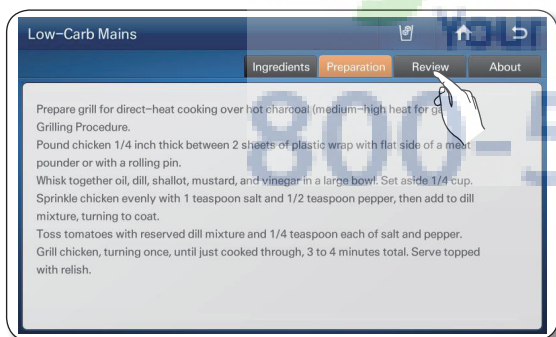 Your
Low-Carb Mains
Ingredients Preparation Review About
800-5
Prepare grill for direct-heat cooking over hot charcoal (medium-high heat for ga
Grilling Procedure.
Pound chicken 1/4 inch thick between 2 sheets of plastic wrap with flat side of a meat
pounder or with a rolling pin.
Whisk together oil, dill, shallot, mustard, and vinegar in a large bowl. Set aside 1/4 cup.
Sprinkle chicken evenly with 1 teaspoon salt and 1/2 teaspoon pepper, then add to dill
mixture, turning to coat.
Toss tomatoes with reserved dill mixture and 1/4 teaspoon each of salt and pepper.
Grill chicken, turning once, until just cooked through, 3 to 4 minutes total. Serve topped
with relish.